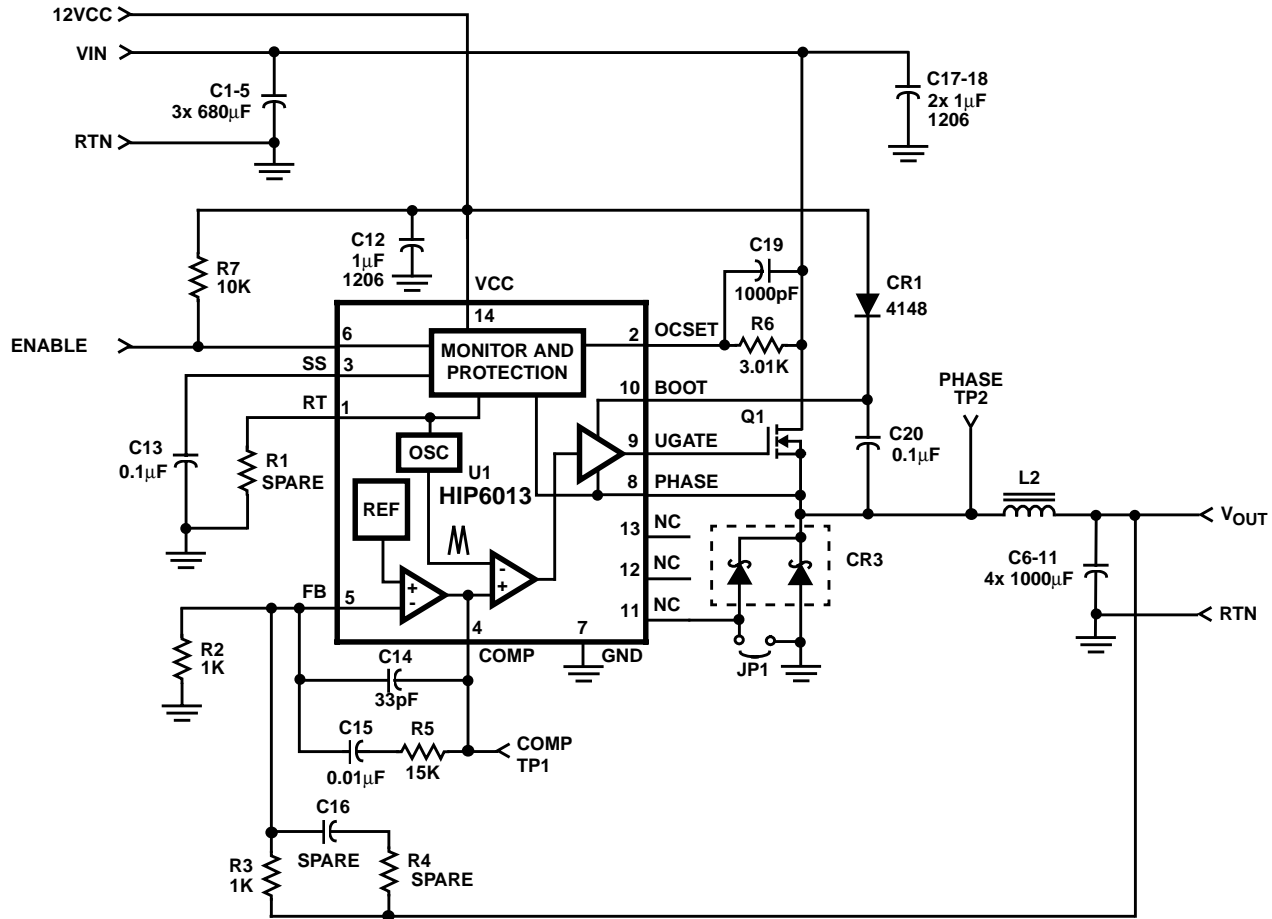 12VCC
VIN
C1-5
3x 680µF
RTN
C17-18
2x 1µF
1206
C12
1µF
1206
R7
10K
VCC
14
C19
1000pF
CR1
4148
ENABLE
6
MONITOR AND
PROTECTION
2
OCSET
R6
3.01K
SS
3
RT
1
10
BOOT
PHASE
TP2
C13
0.1µF
R1
SPARE
OSC
U1
HIP6013
9
UGATE
Q1
C20
0.1µF
REF
8
PHASE
L2
VOUT
13
NC
12
NC
11
NC
CR3
C6-11
4x 1000µF
RTN
FB
5
+
-
-
+
4
COMP
7
GND
JP1
R2
1K
C14
33pF
C15
0.01µF
R5
15K
COMP
TP1
C16
SPARE
R3
1K
R4
SPARE